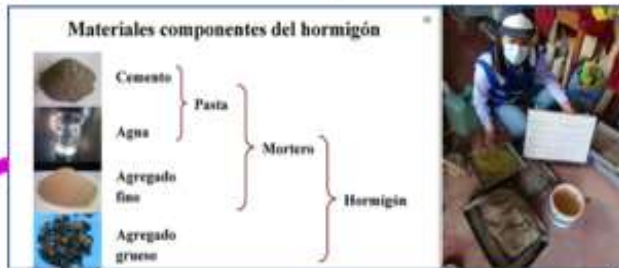 Materiales componentes del hormigón
Cemento
Pasta
Agua
Mortero
Agregado
fino
Hormigón
Agregado
grueso